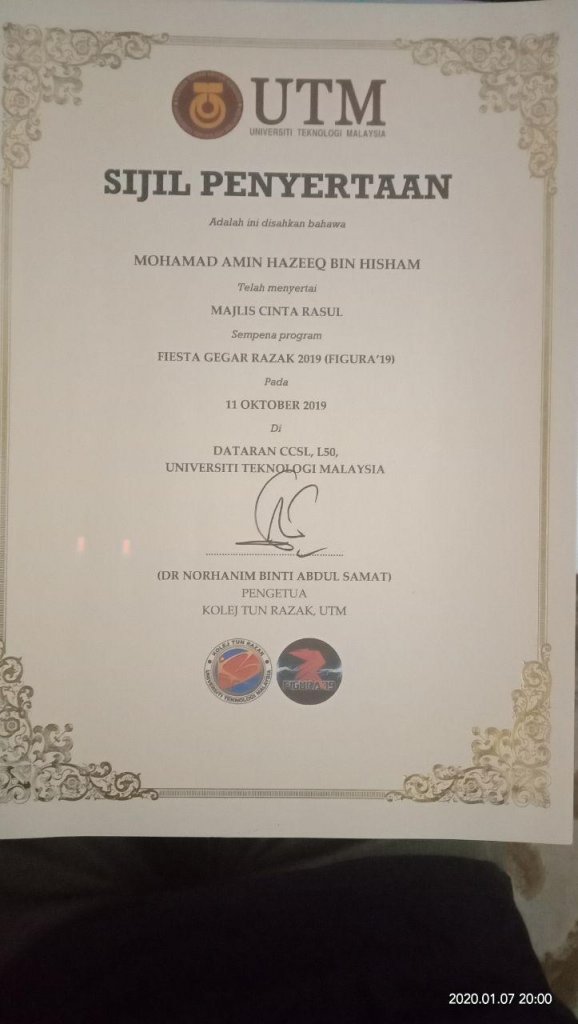 UTM
UNIVERSITI TEKNOLOGI MALAYSIA
SIJIL PENYERTAAN
Adalah ini disahkan bahawa
MOHAMAD AMIN HAZEEQ BIN HISHAM
Telah menyertai
MAJLIS CINTA RASUL
Sempena program
FIESTA GEGAR RAZAK 2019 (FIGURA'19)
Pada
11 OKTOBER 2019
Di
DATARAN CCSL, L50,
UNIVERSITI TEKNOLOGI MALAYSIA
(DR NORHANIM BINTI ABDUL SAMAT)
PENGETUA
KOLEJ TUN RAZAK, UTM
KOLEJ TUN RAZAK
UNIVERSITI TEKNOLOGI MALAYSIA
FIGURA'19
2020.01.07 20:00